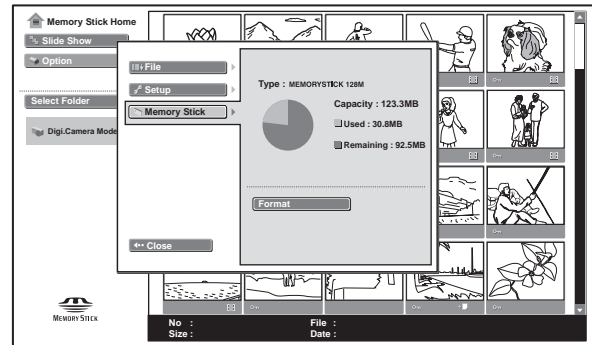 Memory Stick Home
Slide Show
Option
Select Folder
Digi.Camera Mode
File
Setup
Memory Stick
Close
Type : MEMORYSTICK 128M
Capacity : 123.3MB
Used : 30.8MB
Remaining : 92.5MB
Format
MEMORY STICK
No :
File :
Size :
Date :